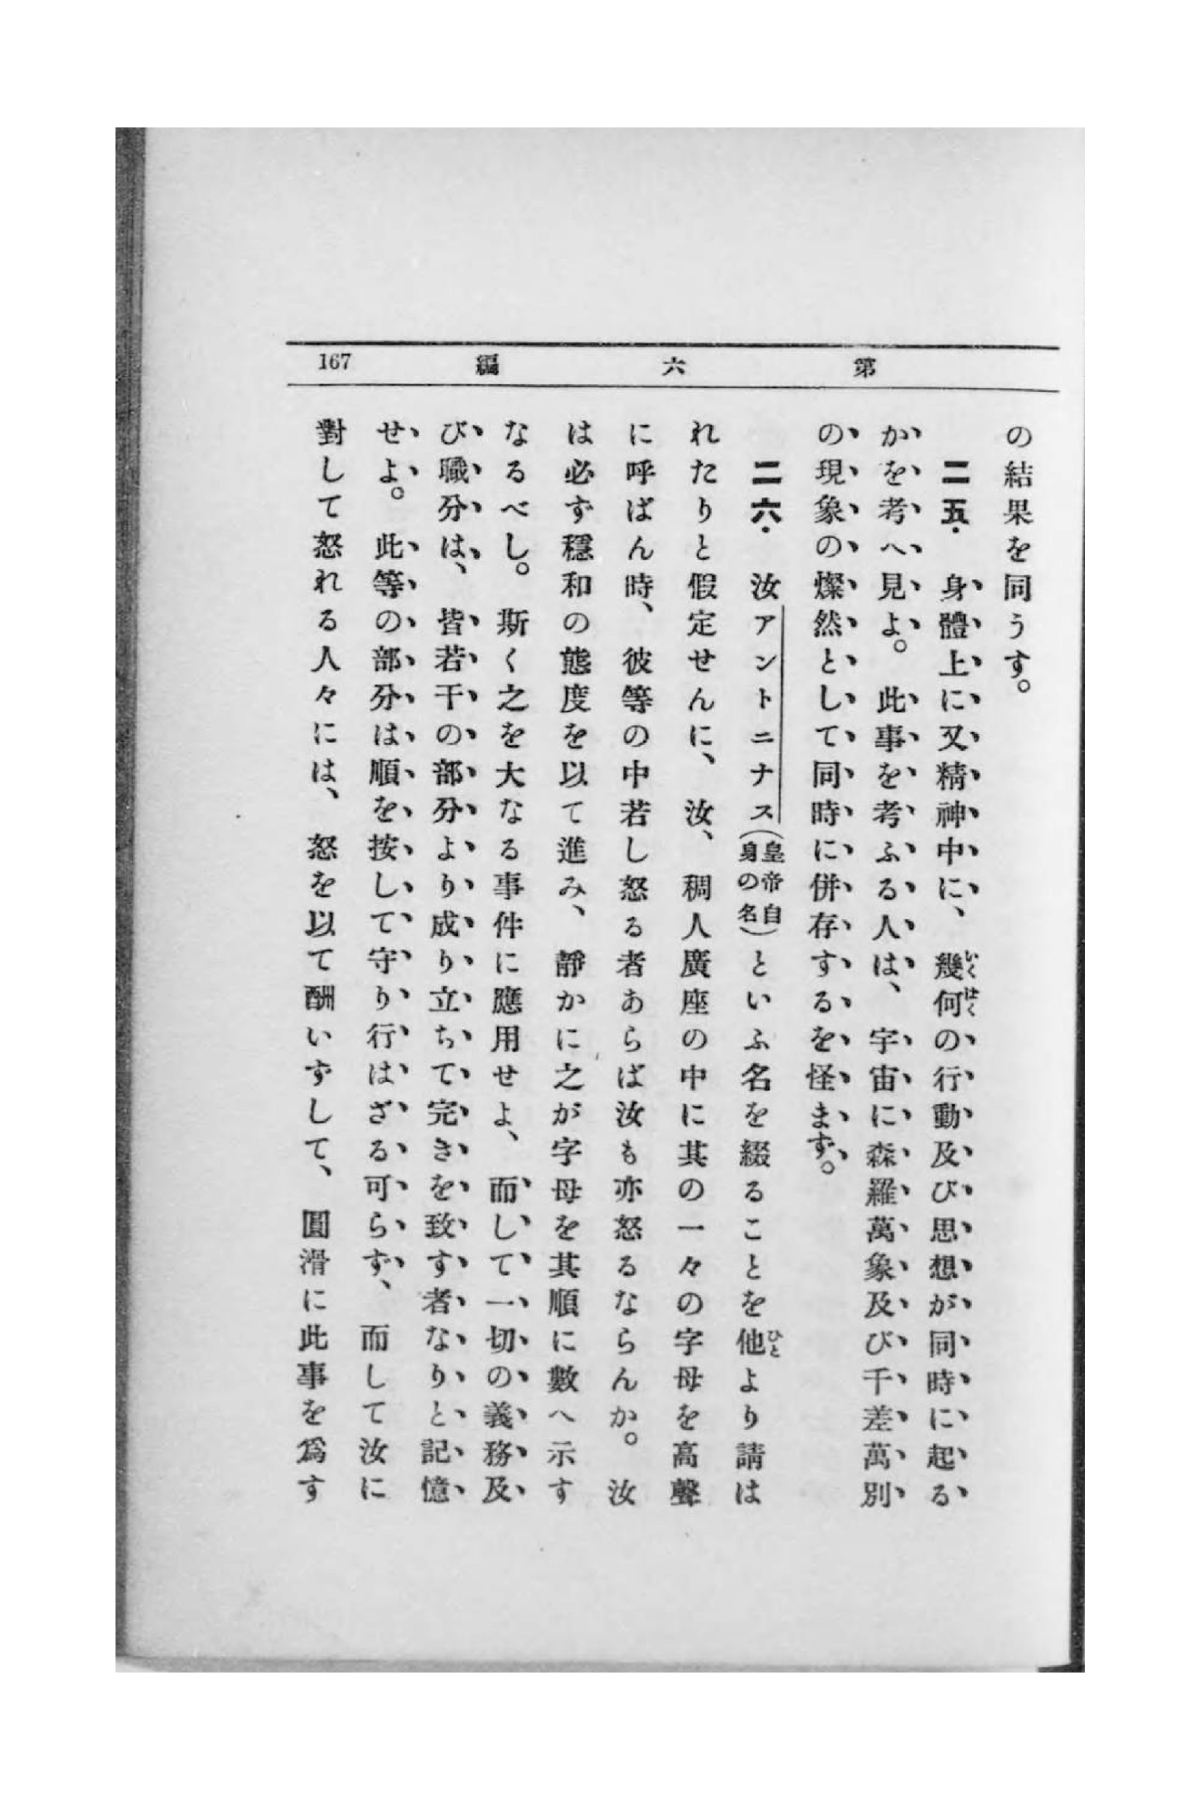 第六編 167
の結果を同うす。
二五・ 身體上に又精神中に、幾何の行動及び思想が同時に起る
かを考へ見よ。此事を考ふる人は、宇宙に森羅萬象及び千差萬別
の現象の燦然として同時に併存するを怪まず。
二六・ 汝アントニナス(皇帝自身の名)といふ名を綴ることを他より請は
れたりと假定せんに、汝、稠人廣座の中に其の一々の字母を高聲
に呼ばん時、彼等の中若し怒る者あらば汝も亦怒るならんか。汝
は必ず穩和の態度を以て進み、靜かに之が字母を其順に數へ示す
なるべし。斯く之を大なる事件に應用せよ、而して一切の義務及
び職分は、皆若干の部分より成り立ちて完きを致す者なりと記憶
せよ。此等の部分は順を按して守り行はざる可らず、而して汝に
對して怒れる人々には、怒を以て酬いずして、圓滑に此事を爲す